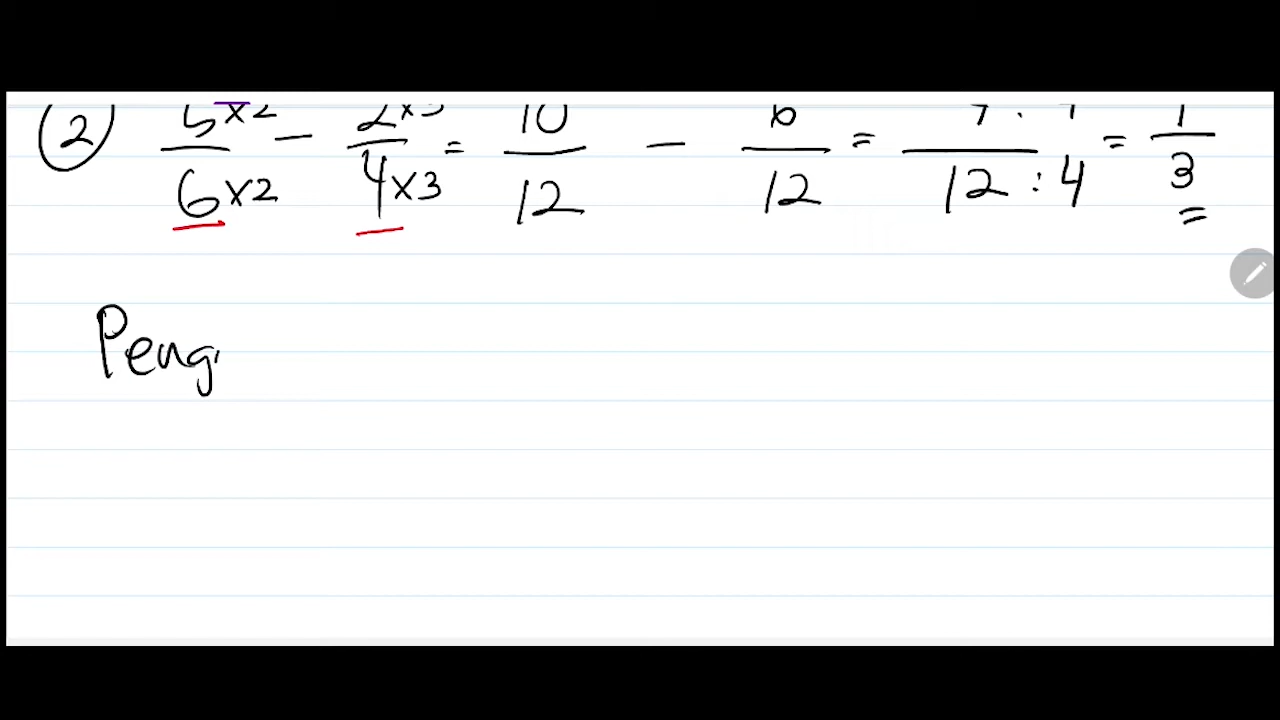 ② 5x2/6x2 - 2x3/4x3 = 10/12 - 6/12 = 4:4/12:4 = 1/3
Peng